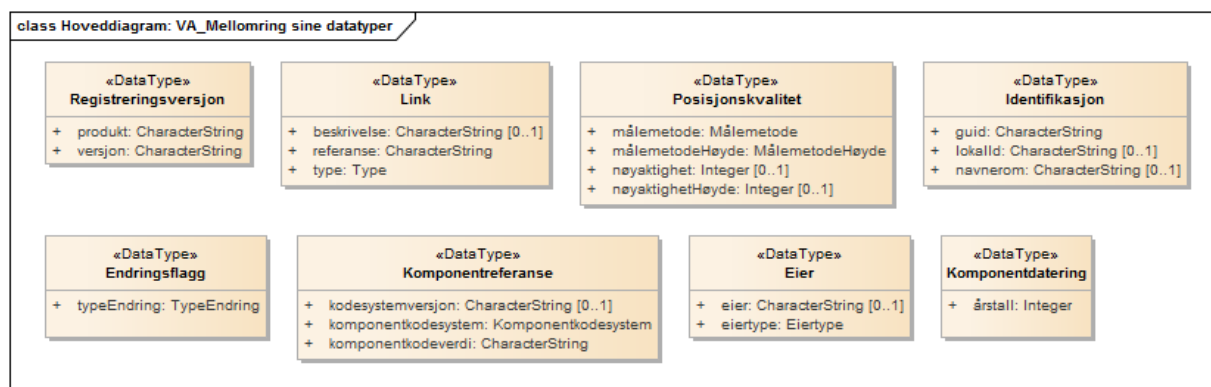 class Hoveddiagram: VA_Mellomring sine datatyper
«DataType»
Registreringsversjon
+ produkt: CharacterString
+ versjon: CharacterString
«DataType»
Link
+ beskrivelse: CharacterString [0..1]
+ referanse: CharacterString
+ type: Type
«DataType»
Posisjonskvalitet
+ målemetode: Målemetode
+ målemetodeHøyde: MålemetodeHøyde
+ nøyaktighet: Integer [0..1]
+ nøyaktighetHøyde: Integer [0..1]
«DataType»
Identifikasjon
+ guid: CharacterString
+ lokalId: CharacterString [0..1]
+ navnerom: CharacterString [0..1]
«DataType»
Endringsflagg
+ typeEndring: TypeEndring
«DataType»
Komponentreferanse
+ kodesystemversjon: CharacterString [0..1]
+ komponentkodesystem: Komponentkodesystem
+ komponentkodeverdi: CharacterString
«DataType»
Eier
+ eier: CharacterString [0..1]
+ eiertype: Eiertype
«DataType»
Komponentdatering
+ årstall: Integer